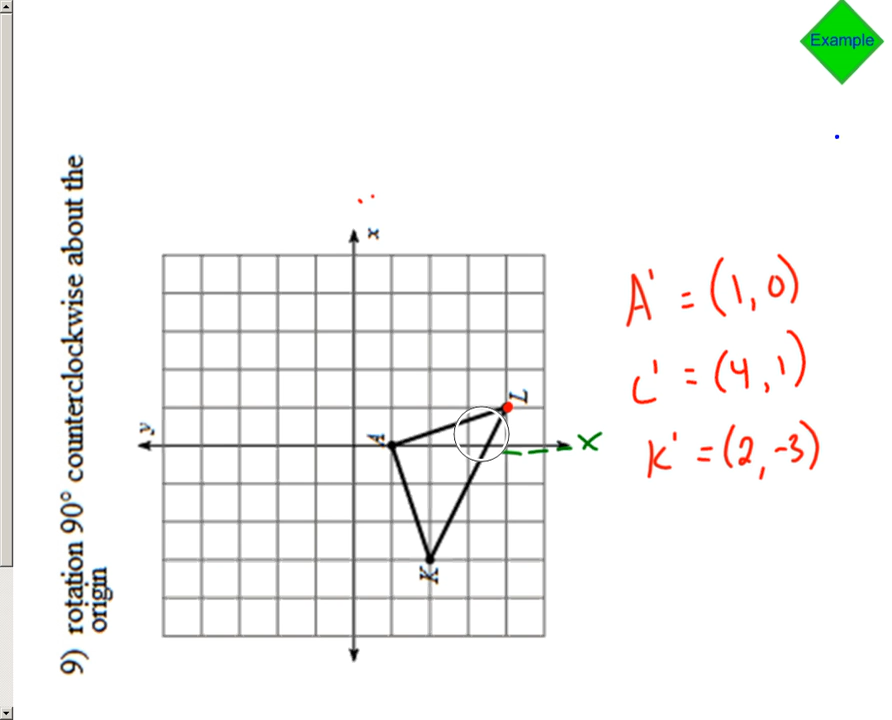 Example
9) rotation 90° counterclockwise about the
origin
x
y
A
L
K
x
A' = (1, 0)
L' = (4, 1)
K' = (2, -3)